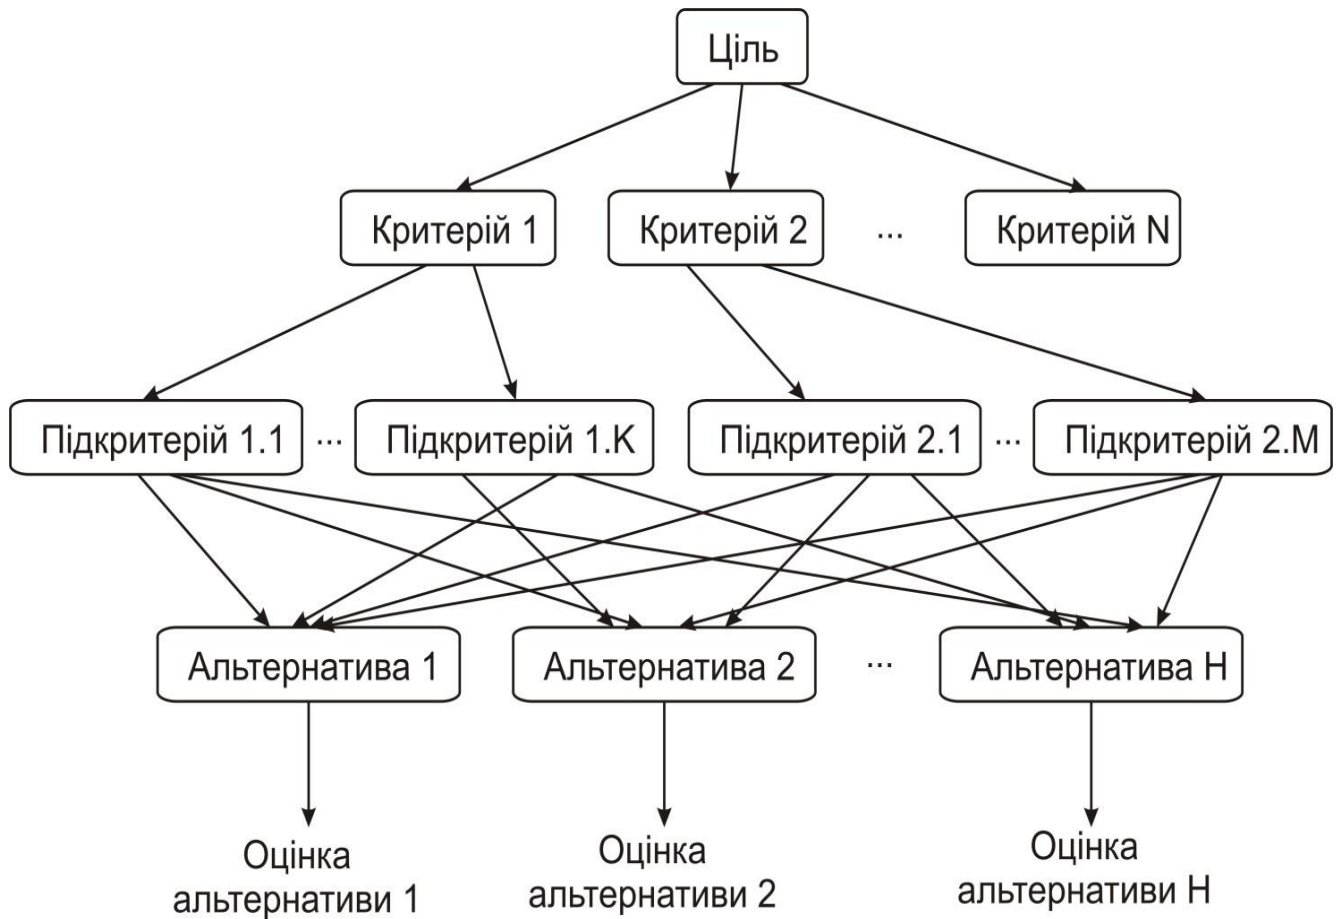 Ціль
Критерій 1
Критерій 2
...
Критерій N
Підкритерій 1.1
...
Підкритерій 1.K
Підкритерій 2.1
...
Підкритерій 2.M
Альтернатива 1
Альтернатива 2
...
Альтернатива H
Оцінка
альтернативи 1
Оцінка
альтернативи 2
Оцінка
альтернативи H